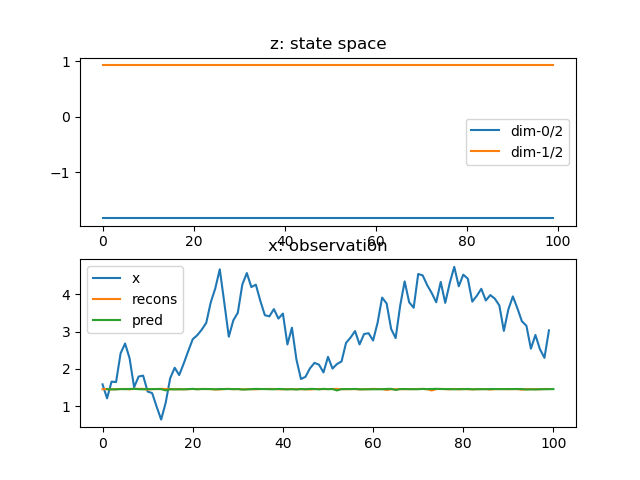 z: state space
1
0
−1
dim-0/2
dim-1/2
0 20 40 60 80 100
x: observation
4
3
2
1
x
recons
pred
0 20 40 60 80 100